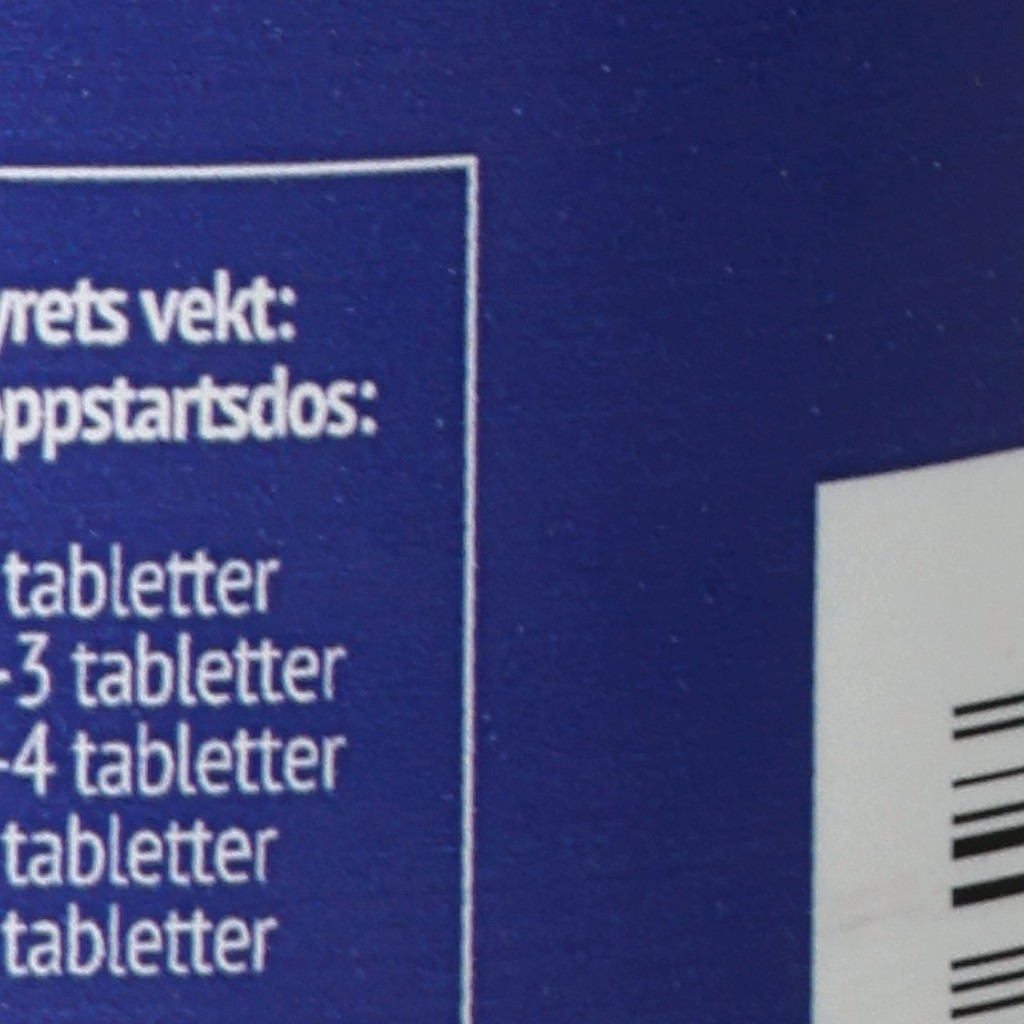 yrets vekt:
oppstartsdos:
tabletter
-3 tabletter
-4 tabletter
tabletter
tabletter